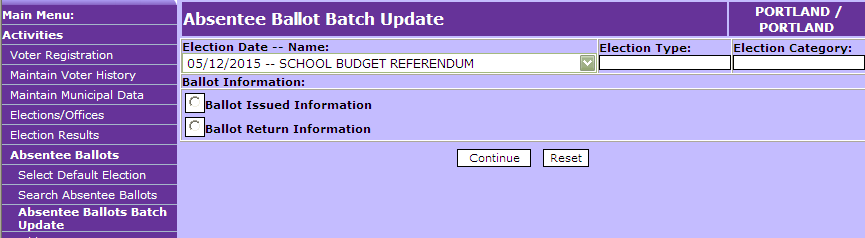 Main Menu:
Activities
Voter Registration
Maintain Voter History
Maintain Municipal Data
Elections/Offices
Election Results
Absentee Ballots
Select Default Election
Search Absentee Ballots
Absentee Ballots Batch
Update
Absentee Ballot Batch Update
PORTLAND /
PORTLAND
Election Date -- Name:
Election Type:
Election Category:
05/12/2015 -- SCHOOL BUDGET REFERENDUM
Ballot Information:
Ballot Issued Information
Ballot Return Information
Continue
Reset